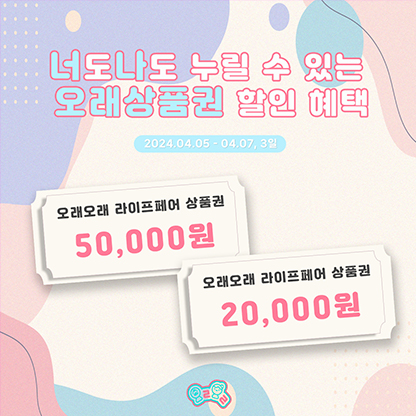 너도나도 누릴 수 있는
오래상품권 할인 혜택
2024.04.05 - 04.07, 3일
오래오래 라이프페어 상품권
50,000원
오래오래 라이프페어 상품권
20,000원